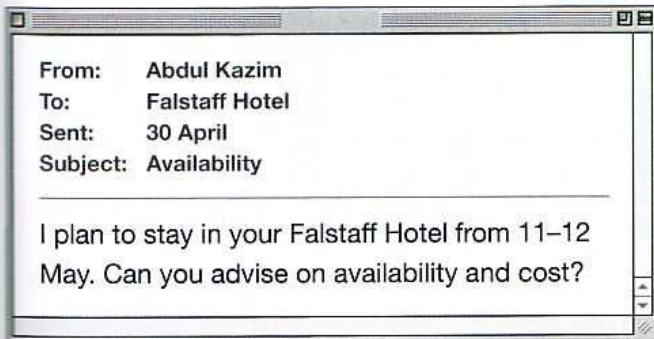 From: Abdul Kazim
To: Falstaff Hotel
Sent: 30 April
Subject: Availability
I plan to stay in your Falstaff Hotel from 11–12
May. Can you advise on availability and cost?